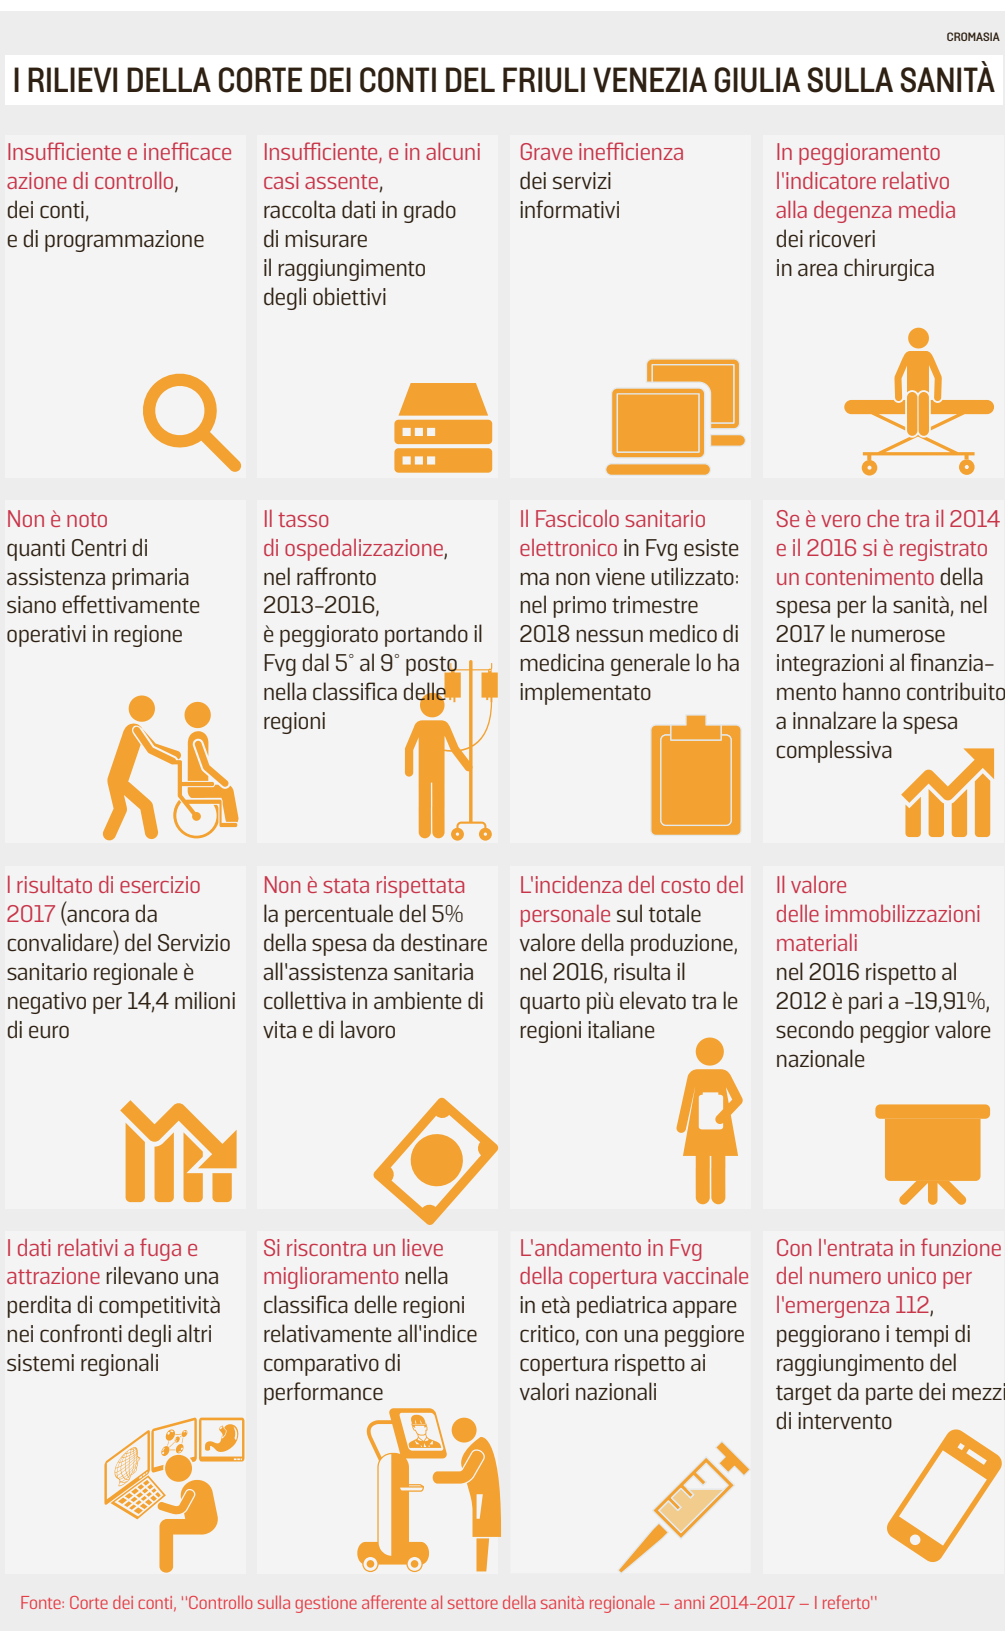 CROMASIA
I RILIEVI DELLA CORTE DEI CONTI DEL FRIULI VENEZIA GIULIA SULLA SANITÀ
Insufficiente e inefficace
azione di controllo,
dei conti,
e di programmazione
Insufficiente, e in alcuni
casi assente,
raccolta dati in grado
di misurare
il raggiungimento
degli obiettivi
Grave inefficienza
dei servizi
informativi
In peggioramento
l'indicatore relativo
alla degenza media
dei ricoveri
in area chirurgica
Non è noto
quanti Centri di
assistenza primaria
siano effettivamente
operativi in regione
Il tasso
di ospedalizzazione,
nel raffronto
2013-2016,
è peggiorato portando il
Fvg dal 5° al 9° posto
nella classifica delle
regioni
Il Fascicolo sanitario
elettronico in Fvg esiste
ma non viene utilizzato:
nel primo trimestre
2018 nessun medico di
medicina generale lo ha
implementato
Se è vero che tra il 2014
e il 2016 si è registrato
un contenimento della
spesa per la sanità, nel
2017 le numerose
integrazioni al finanzia-
mento hanno contribuito
a innalzare la spesa
complessiva
I risultato di esercizio
2017 (ancora da
convalidare) del Servizio
sanitario regionale è
negativo per 14,4 milioni
di euro
Non è stata rispettata
la percentuale del 5%
della spesa da destinare
all'assistenza sanitaria
collettiva in ambiente di
vita e di lavoro
L'incidenza del costo del
personale sul totale
valore della produzione,
nel 2016, risulta il
quarto più elevato tra le
regioni italiane
Il valore
delle immobilizzazioni
materiali
nel 2016 rispetto al
2012 è pari a -19,91%,
secondo peggior valore
nazionale
I dati relativi a fuga e
attrazione rilevano una
perdita di competitività
nei confronti degli altri
sistemi regionali
Si riscontra un lieve
miglioramento nella
classifica delle regioni
relativamente all'indice
comparativo di
performance
L'andamento in Fvg
della copertura vaccinale
in età pediatrica appare
critico, con una peggiore
copertura rispetto ai
valori nazionali
Con l'entrata in funzione
del numero unico per
l'emergenza 112,
peggiorano i tempi di
raggiungimento del
target da parte dei mezzi
di intervento
Fonte: Corte dei conti, "Controllo sulla gestione afferente al settore della sanità regionale – anni 2014-2017 – I referto"